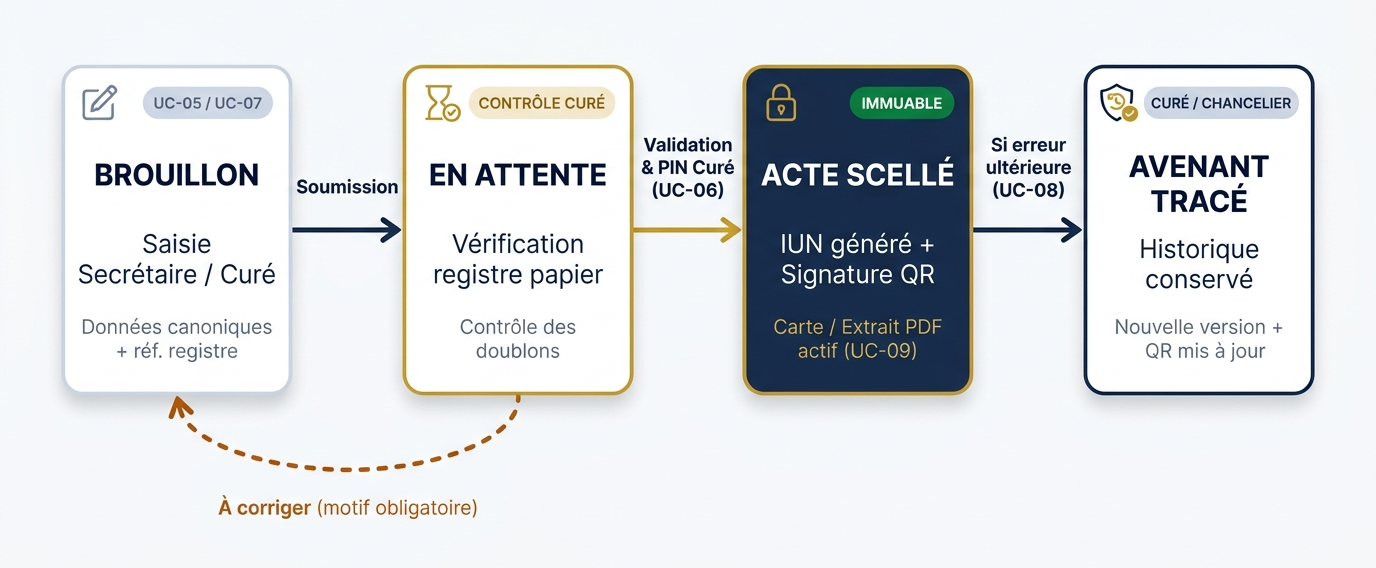 UC-05 / UC-07
BROUILLON
Saisie
Secrétaire / Curé
Données canoniques
+ réf. registre
Soumission
CONTRÔLE CURÉ
EN ATTENTE
Vérification
registre papier
Contrôle des
doublons
Validation
& PIN Curé
(UC-06)
IMMUABLE
ACTE SCELLÉ
IUN généré +
Signature QR
Carte / Extrait PDF
actif (UC-09)
Si erreur
ultérieure
(UC-08)
CURÉ / CHANCELIER
AVENANT
TRACÉ
Historique
conservé
Nouvelle version +
QR mis à jour
À corriger (motif obligatoire)